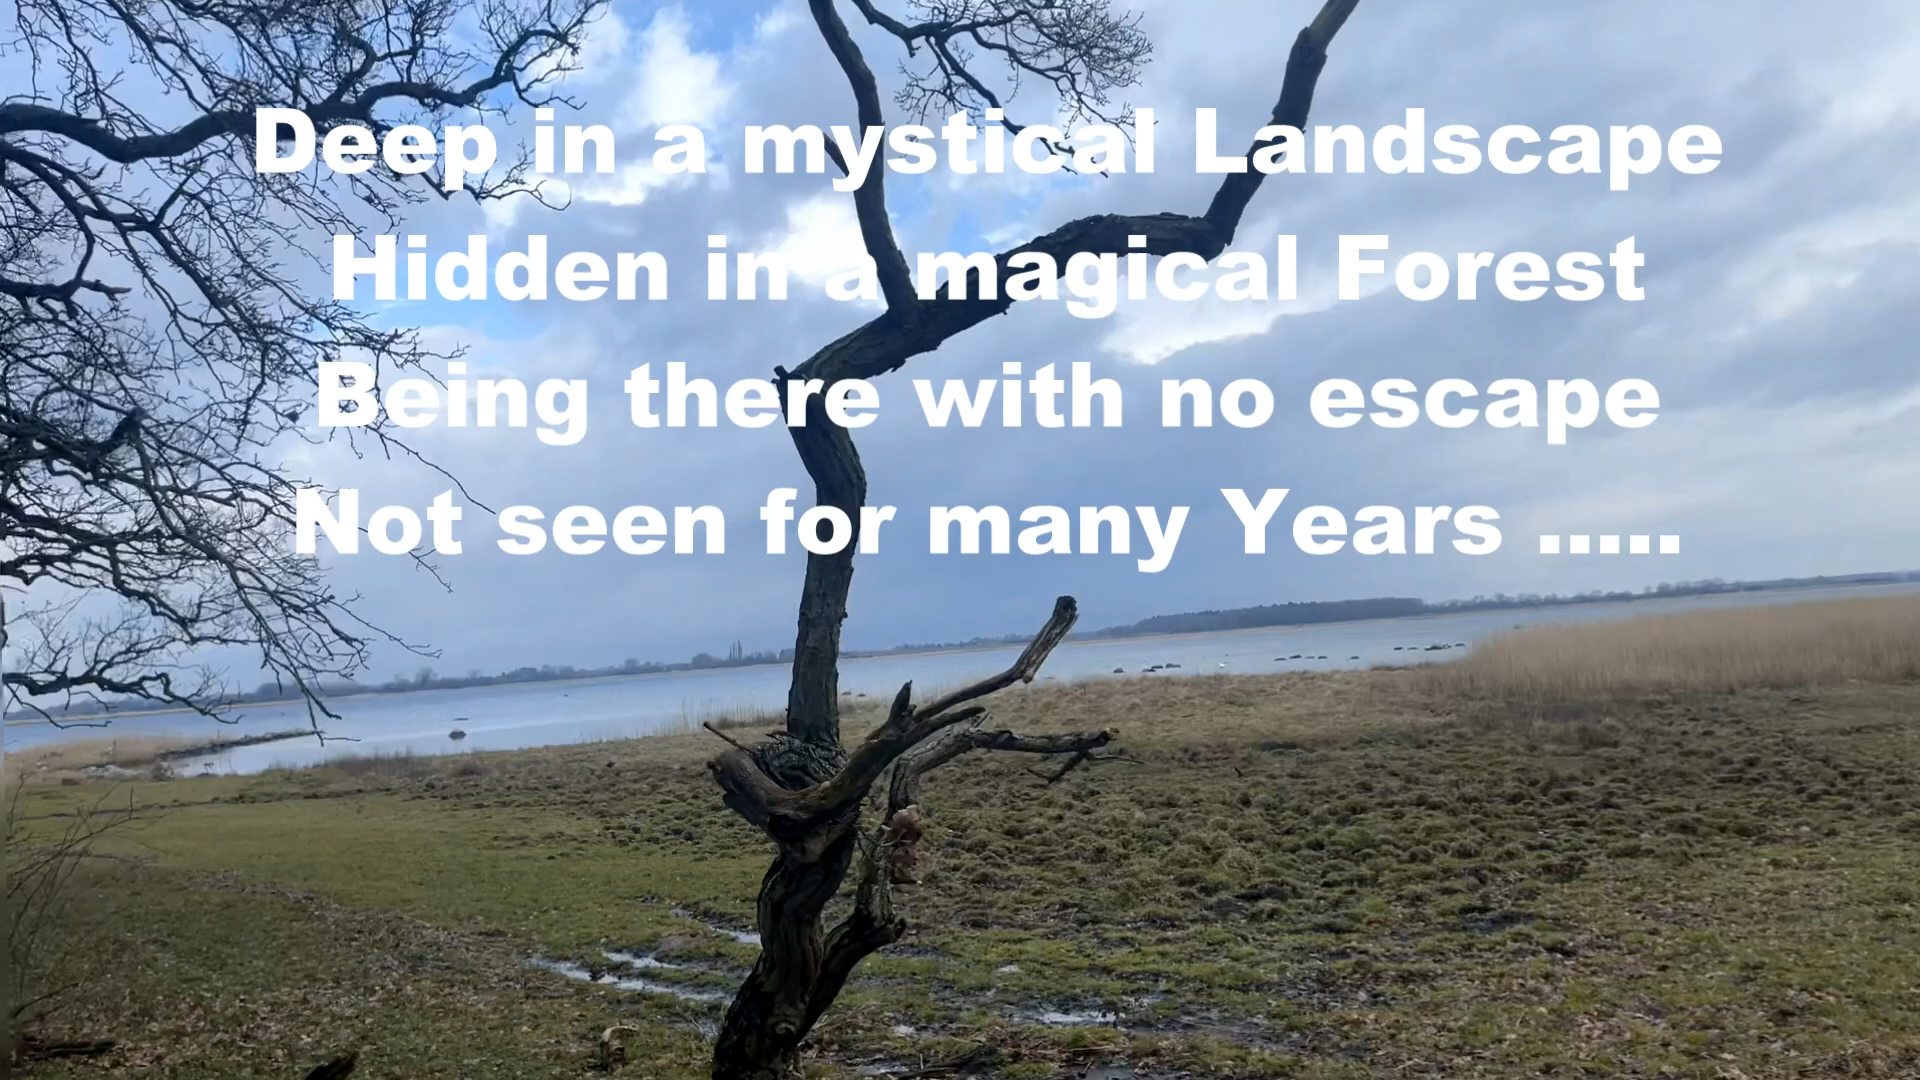 Deep in a mystical Landscape
Hidden in a magical Forest
Being there with no escape
Not seen for many Years .....